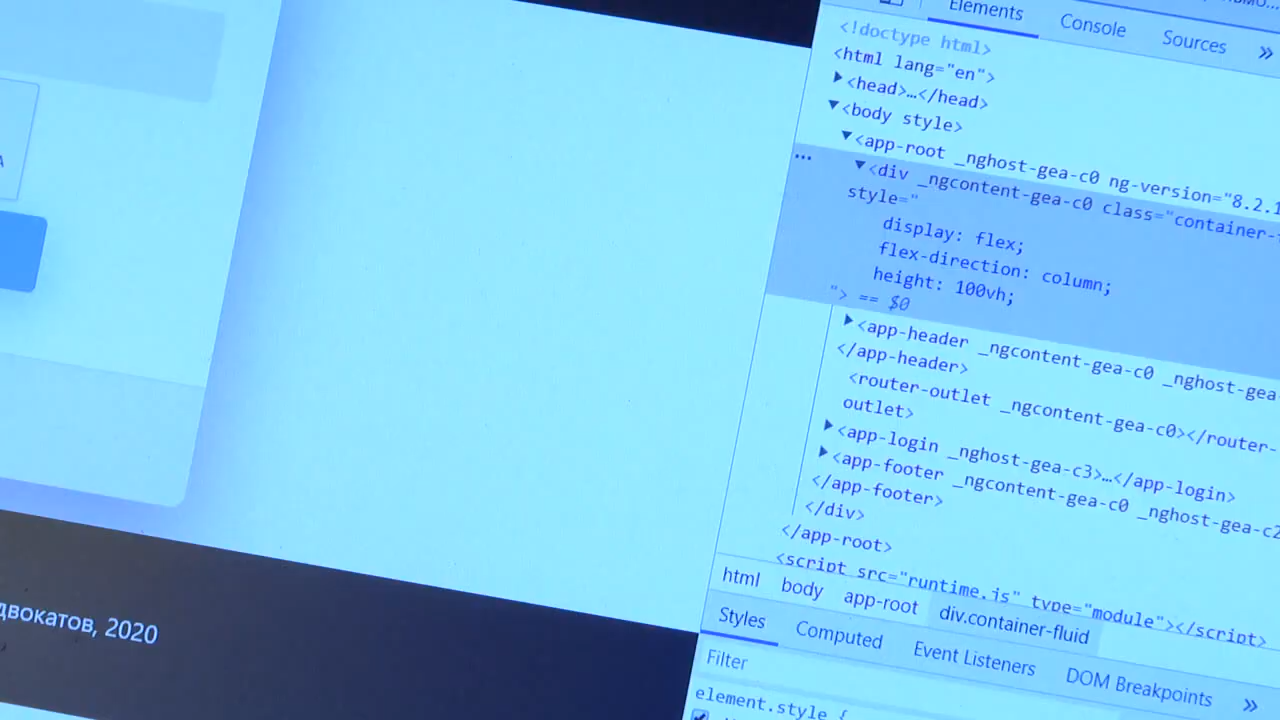 А
двокатов, 2020
Elements Console Sources »
<!doctype html>
<html lang="en">
▶<head>…</head>
▼<body style>
▼<app-root _nghost-gea-c0 ng-version="8.2.1
… ▼<div _ngcontent-gea-c0 class="container-
style="
display: flex;
flex-direction: column;
height: 100vh;
"> == $0
▶<app-header _ngcontent-gea-c0 _nghost-gea-
</app-header>
<router-outlet _ngcontent-gea-c0></router-
outlet>
▶<app-login _nghost-gea-c3>…</app-login>
▶<app-footer _ngcontent-gea-c0 _nghost-gea-c2
</app-footer>
</div>
</app-root>
<script src="runtime.js" type="module"></script>
html body app-root div.container-fluid
Styles Computed Event Listeners DOM Breakpoints »
Filter
element.style {